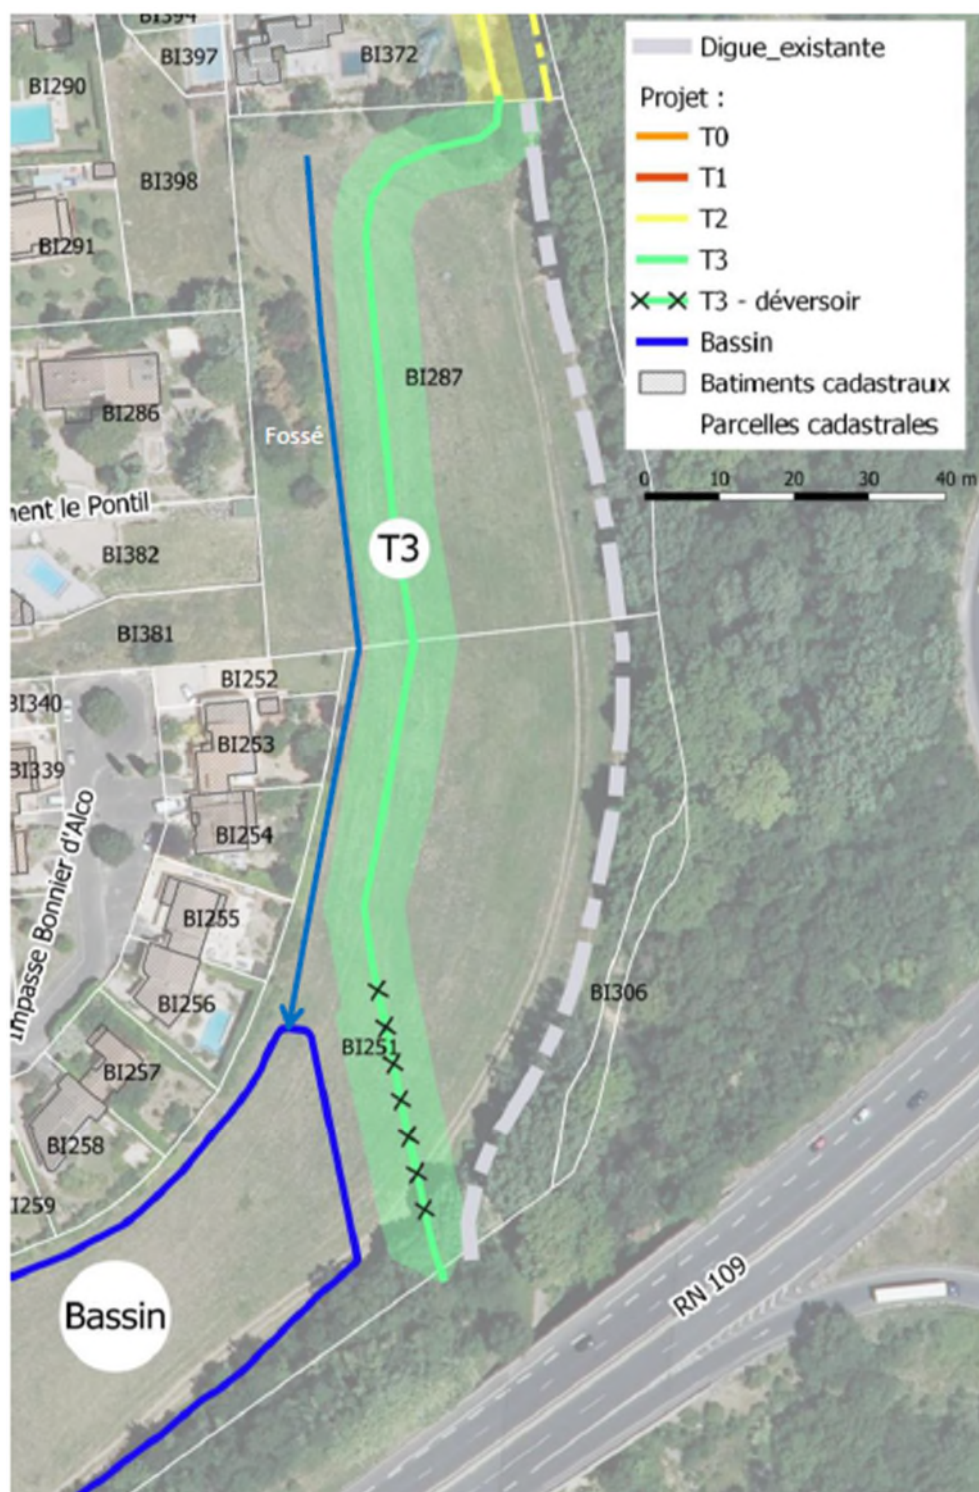 BI394
BI397
BI372
BI290
BI398
BI291
Digue_existante
Projet :
T0
T1
T2
T3
T3 - déversoir
Bassin
Batiments cadastraux
Parcelles cadastrales
0 10 20 30 40 m
BI287
BI286
Fossé
ent le Pontil
T3
BI382
BI381
BI252
BI340
BI253
BI339
BI254
Impasse Bonnier d'Alco
BI255
BI256
BI306
BI251
BI257
BI258
I259
RN 109
Bassin